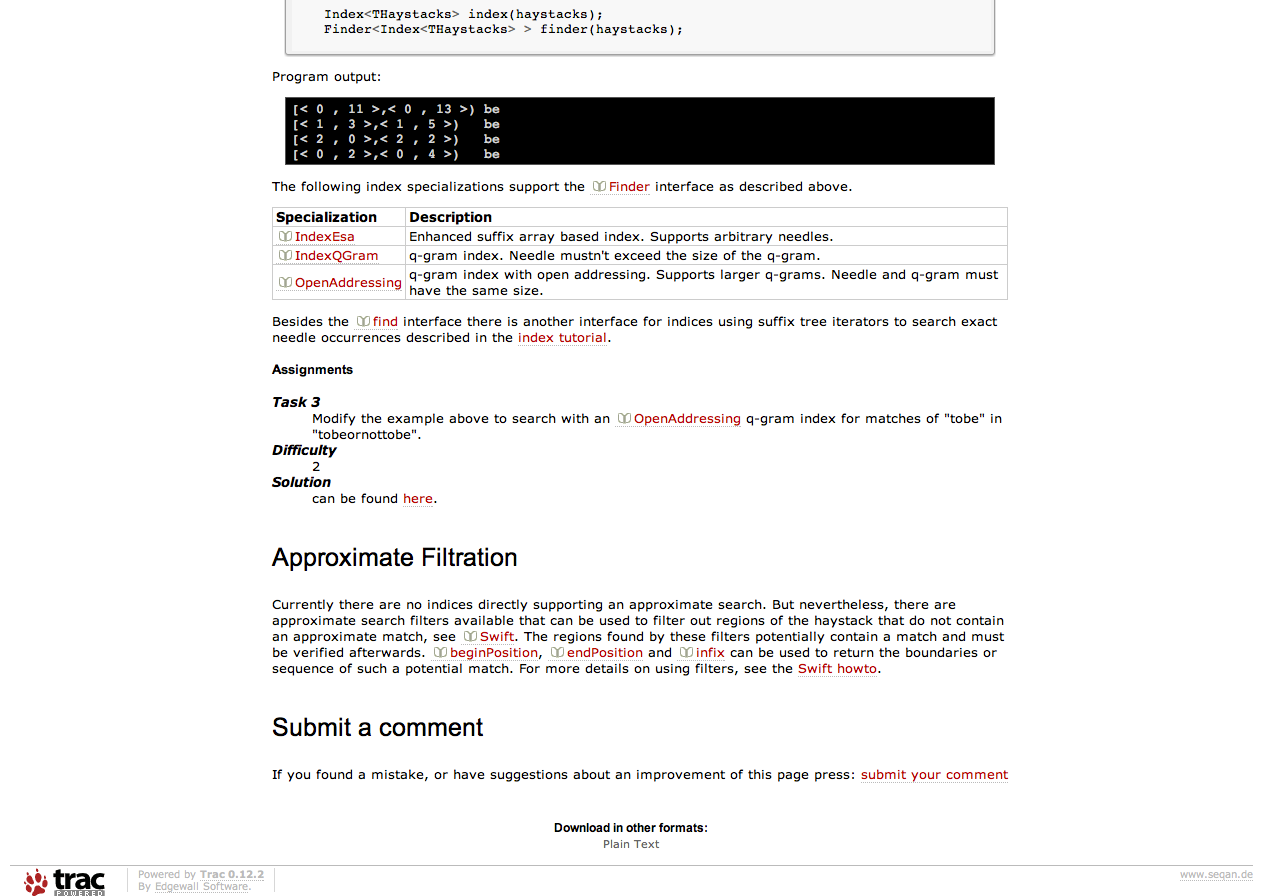 Index<THaystacks> index(haystacks);
Finder<Index<THaystacks> > finder(haystacks);
Program output:
[< 0 , 11 >,< 0 , 13 >) be
[< 1 , 3 >,< 1 , 5 >)   be
[< 2 , 0 >,< 2 , 2 >)   be
[< 0 , 2 >,< 0 , 4 >)   be
The following index specializations support the Finder interface as described above.
Specialization Description
IndexEsa Enhanced suffix array based index. Supports arbitrary needles.
IndexQGram q-gram index. Needle mustn't exceed the size of the q-gram.
OpenAddressing q-gram index with open addressing. Supports larger q-grams. Needle and q-gram must
have the same size.
Besides the find interface there is another interface for indices using suffix tree iterators to search exact
needle occurrences described in the index tutorial.
Assignments
Task 3
Modify the example above to search with an OpenAddressing q-gram index for matches of "tobe" in
"tobeornottobe".
Difficulty
2
Solution
can be found here.
Approximate Filtration
Currently there are no indices directly supporting an approximate search. But nevertheless, there are
approximate search filters available that can be used to filter out regions of the haystack that do not contain
an approximate match, see Swift. The regions found by these filters potentially contain a match and must
be verified afterwards. beginPosition, endPosition and infix can be used to return the boundaries or
sequence of such a potential match. For more details on using filters, see the Swift howto.
Submit a comment
If you found a mistake, or have suggestions about an improvement of this page press: submit your comment
Download in other formats:
Plain Text
trac
POWERED
Powered by Trac 0.12.2
By Edgewall Software.
www.seqan.de